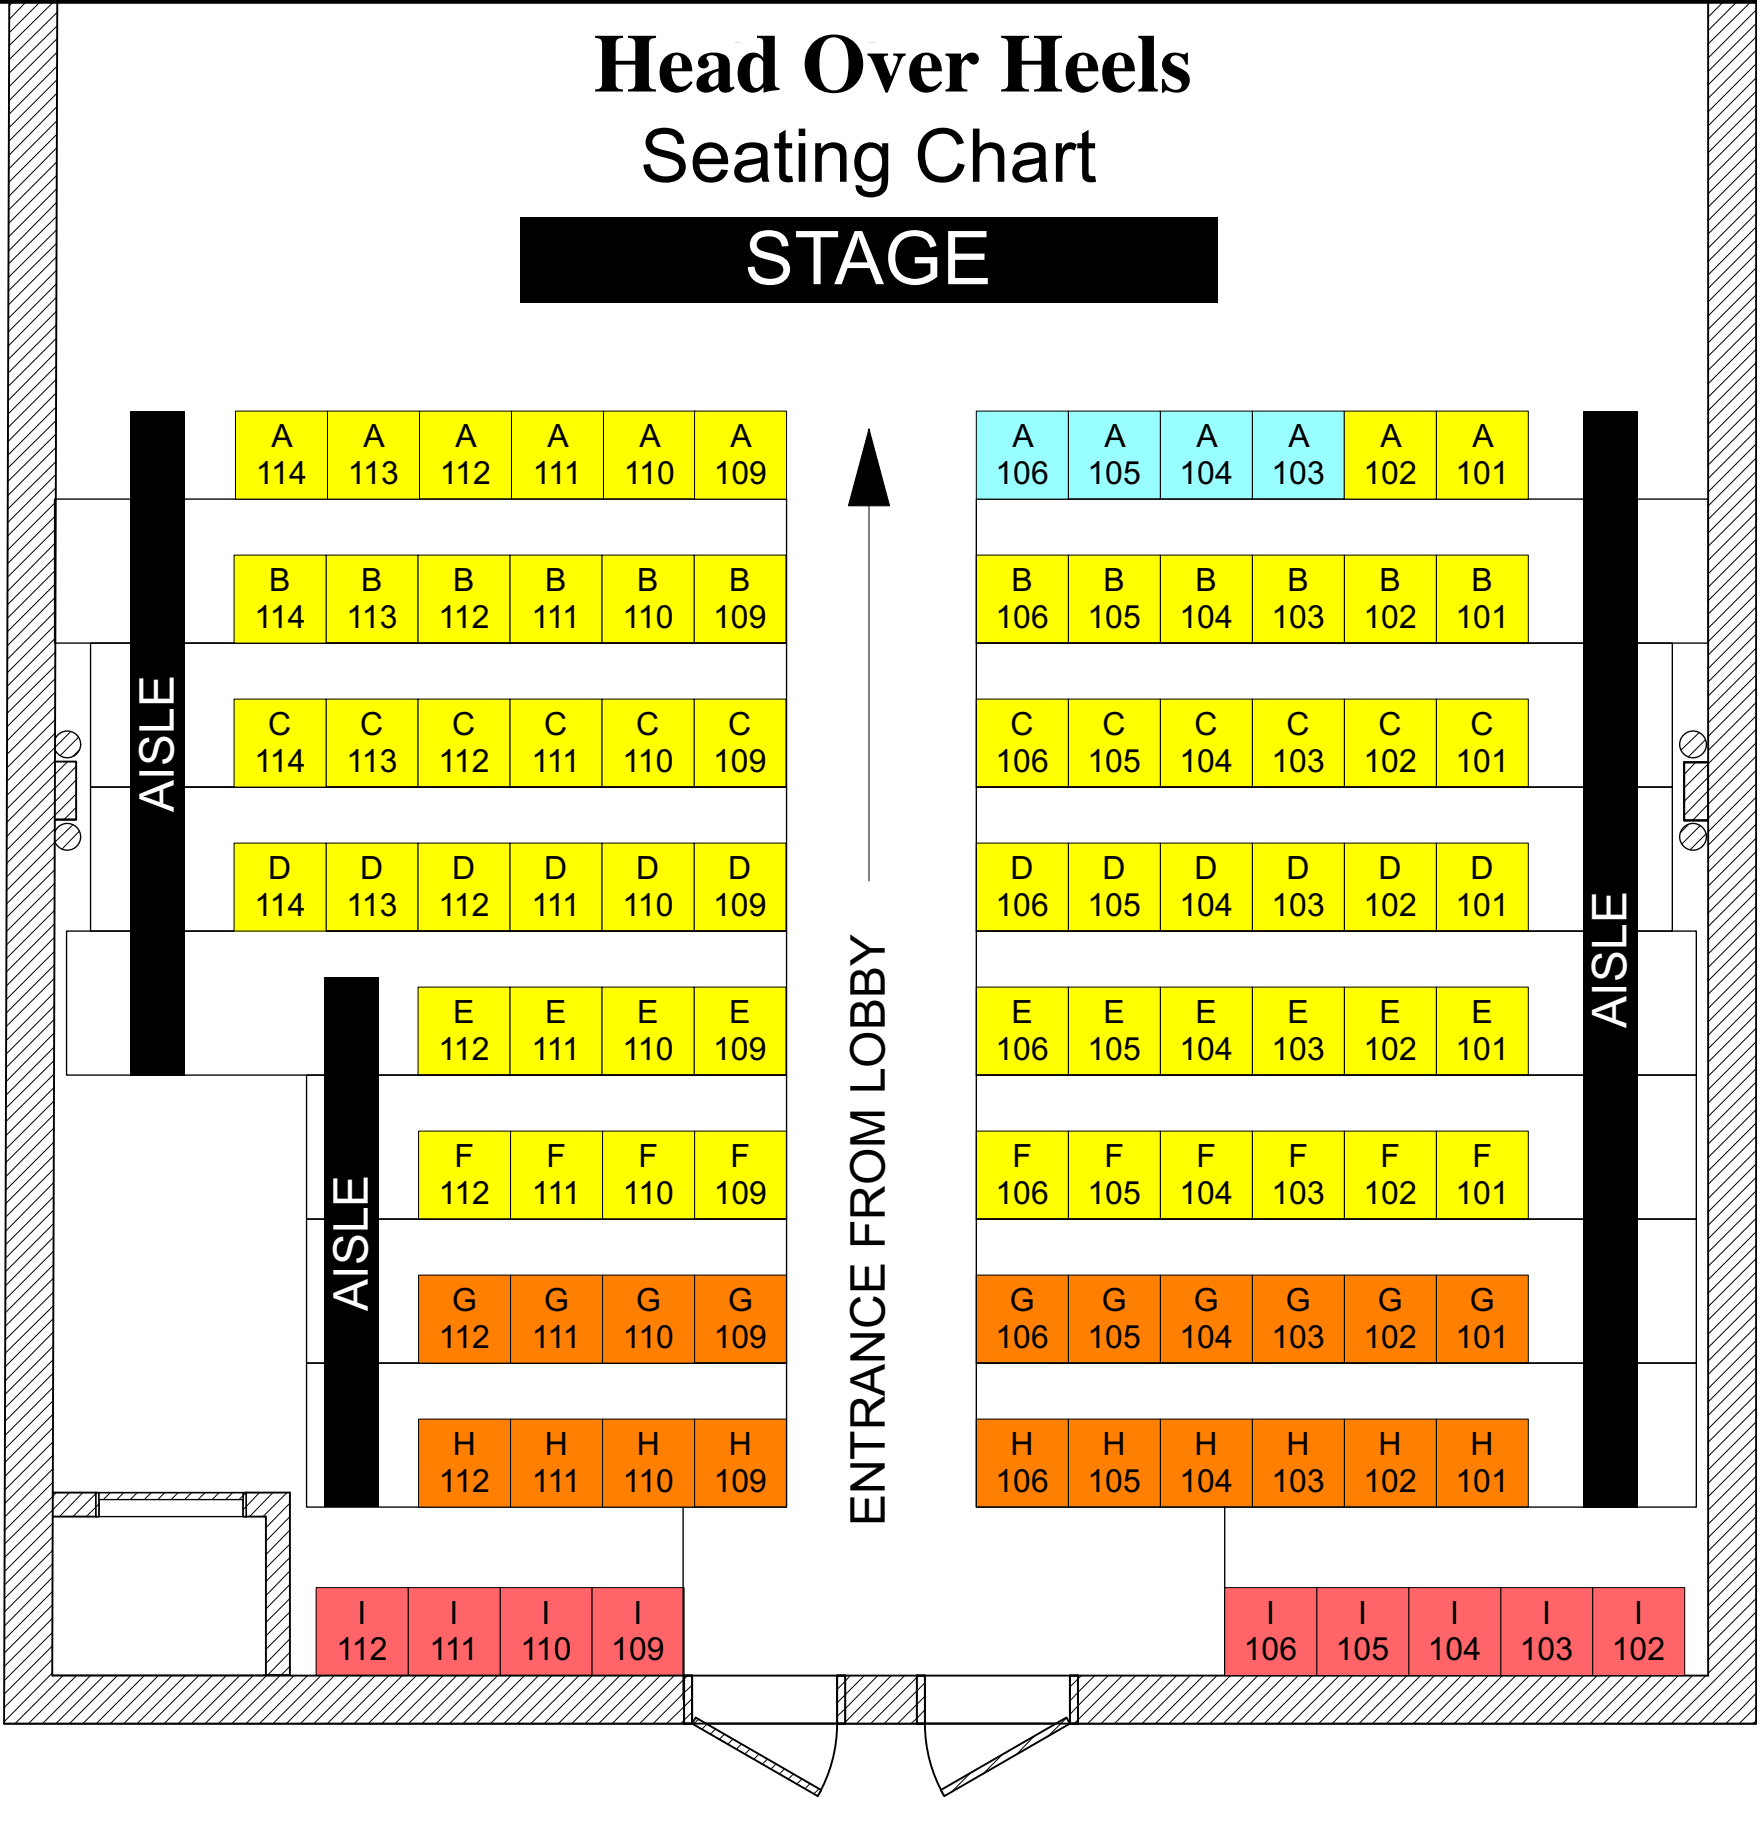 Head Over Heels
Seating Chart
STAGE
A A A A A A A A A A A A
114 113 112 111 110 109 106 105 104 103 102 101
B B B B B B B B B B B B
114 113 112 111 110 109 106 105 104 103 102 101
AISLE
C C C C C C C C C C C C
114 113 112 111 110 109 106 105 104 103 102 101
D D D D D D D D D D D D
114 113 112 111 110 109 106 105 104 103 102 101
AISLE
E E E E E E E E E E
112 111 110 109 106 105 104 103 102 101
ENTRANCE FROM LOBBY
F F F F F F F F F F
112 111 110 109 106 105 104 103 102 101
AISLE
G G G G G G G G G G
112 111 110 109 106 105 104 103 102 101
H H H H H H H H H H
112 111 110 109 106 105 104 103 102 101
I I I I I I I I I
112 111 110 109 106 105 104 103 102